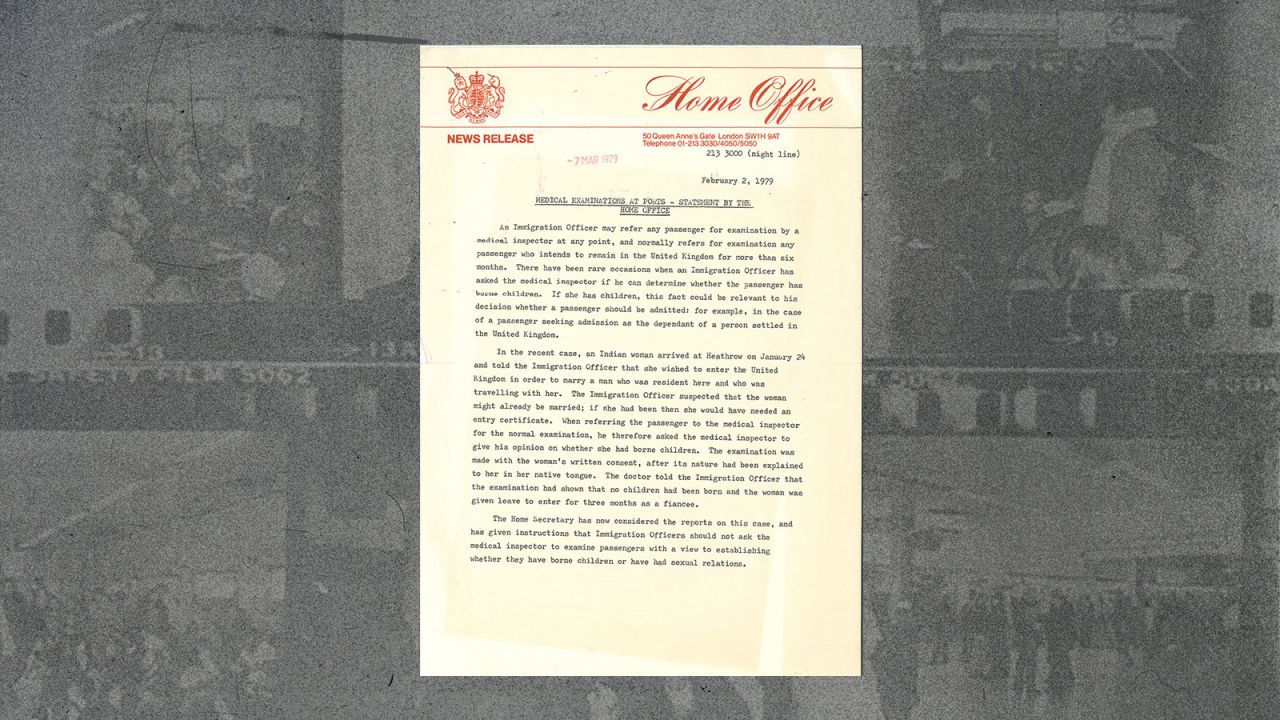 Home Office
NEWS RELEASE
50 Queen Anne's Gate London SW1H 9AT
Telephone 01-213 3030/4050/5050
213 3000 (night line)
-7 MAR 1979
February 2, 1979
MEDICAL EXAMINATIONS AT PORTS - STATEMENT BY THE
HOME OFFICE
An Immigration Officer may refer any passenger for examination by a
medical inspector at any point, and normally refers for examination any
passenger who intends to remain in the United Kingdom for more than six
months. There have been rare occasions when an Immigration Officer has
asked the medical inspector if he can determine whether the passenger has
borne children. If she has children, this fact could be relevant to his
decision whether a passenger should be admitted: for example, in the case
of a passenger seeking admission as the dependant of a person settled in
the United Kingdom.
In the recent case, an Indian woman arrived at Heathrow on January 24
and told the Immigration Officer that she wished to enter the United
Kingdom in order to marry a man who was resident here and who was
travelling with her. The Immigration Officer suspected that the woman
might already be married; if she had been then she would have needed an
entry certificate. When referring the passenger to the medical inspector
for the normal examination, he therefore asked the medical inspector to
give his opinion on whether she had borne children. The examination was
made with the woman's written consent, after its nature had been explained
to her in her native tongue. The doctor told the Immigration Officer that
the examination had shown that no children had been born and the woman was
given leave to enter for three months as a fiancee.
The Home Secretary has now considered the reports on this case, and
has given instructions that Immigration Officers should not ask the
medical inspector to examine passengers with a view to establishing
whether they have borne children or have had sexual relations.